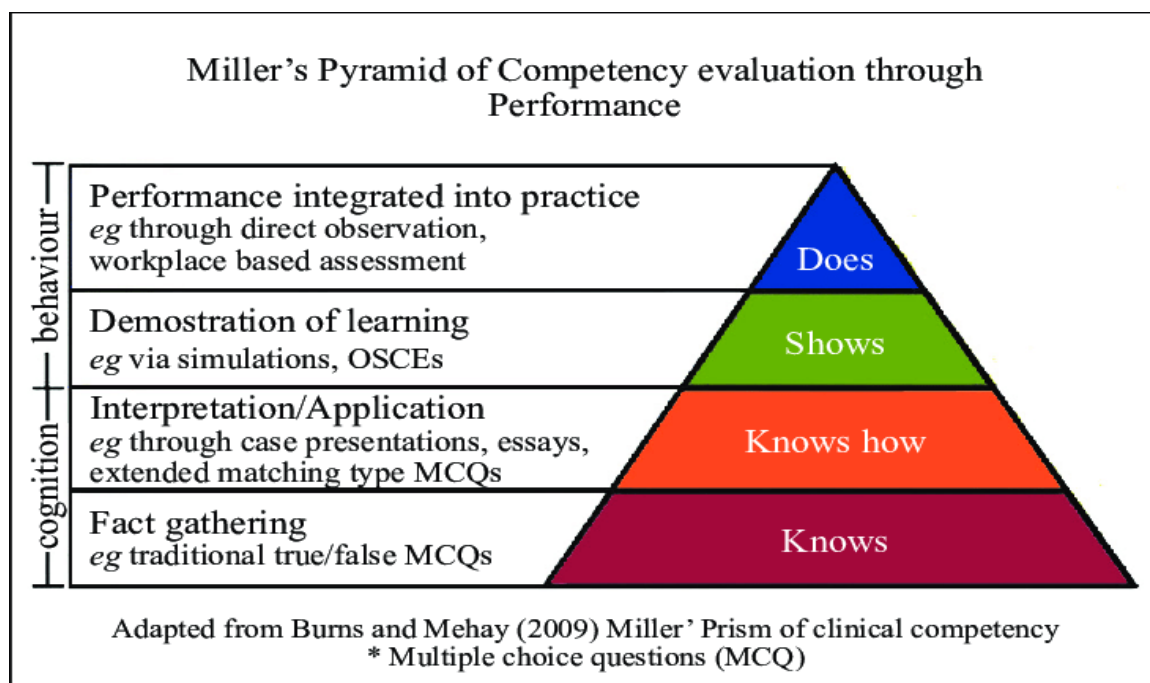 Miller's Pyramid of Competency evaluation through
Performance
behaviour
cognition
Performance integrated into practice
eg through direct observation,
workplace based assessment
Does
Demostration of learning
eg via simulations, OSCEs
Shows
Interpretation/Application
eg through case presentations, essays,
extended matching type MCQs
Knows how
Fact gathering
eg traditional true/false MCQs
Knows
Adapted from Burns and Mehay (2009) Miller' Prism of clinical competency
* Multiple choice questions (MCQ)